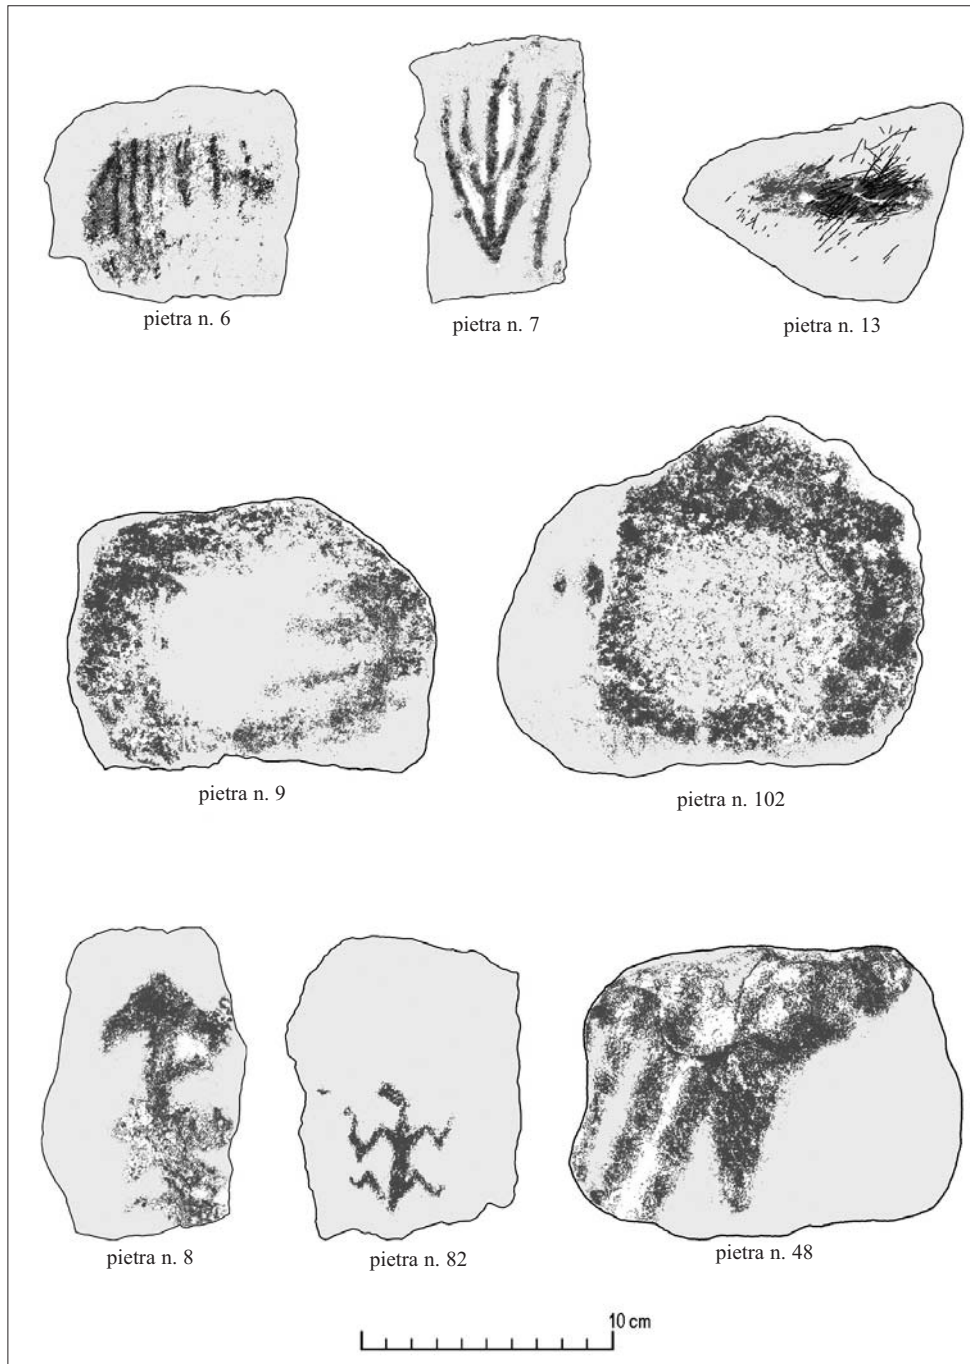 pietra n. 6
pietra n. 7
pietra n. 13
pietra n. 9
pietra n. 102
pietra n. 8
pietra n. 82
pietra n. 48
10 cm